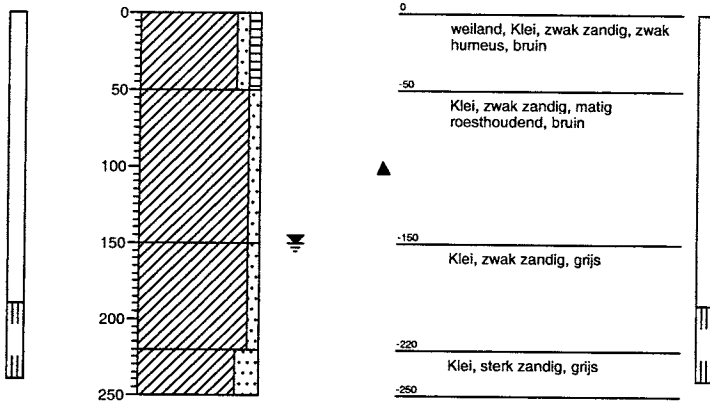 0
50
100
150
200
250
0
weiland, Klei, zwak zandig, zwak
humeus, bruin
-50
Klei, zwak zandig, matig
roesthoudend, bruin
-150
Klei, zwak zandig, grijs
-220
Klei, sterk zandig, grijs
-250